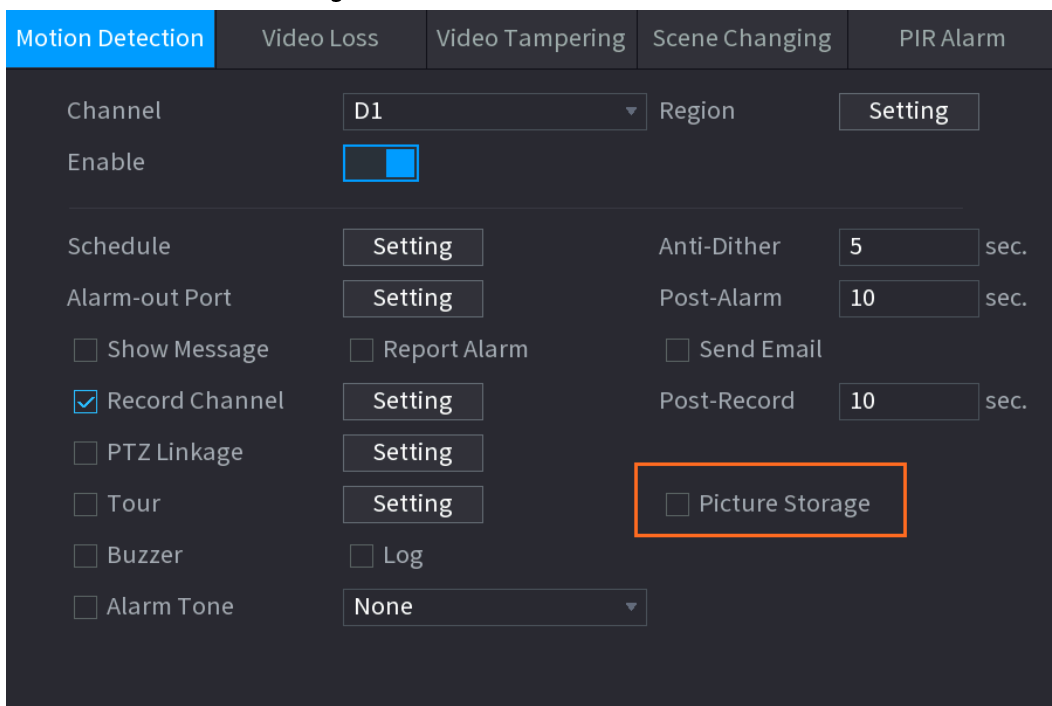 Motion Detection Video Loss Video Tampering Scene Changing PIR Alarm
Channel D1 Region Setting
Enable
Schedule Setting Anti-Dither 5 sec.
Alarm-out Port Setting Post-Alarm 10 sec.
Show Message Report Alarm Send Email
Record Channel Setting Post-Record 10 sec.
PTZ Linkage Setting
Tour Setting Picture Storage
Buzzer Log
Alarm Tone None